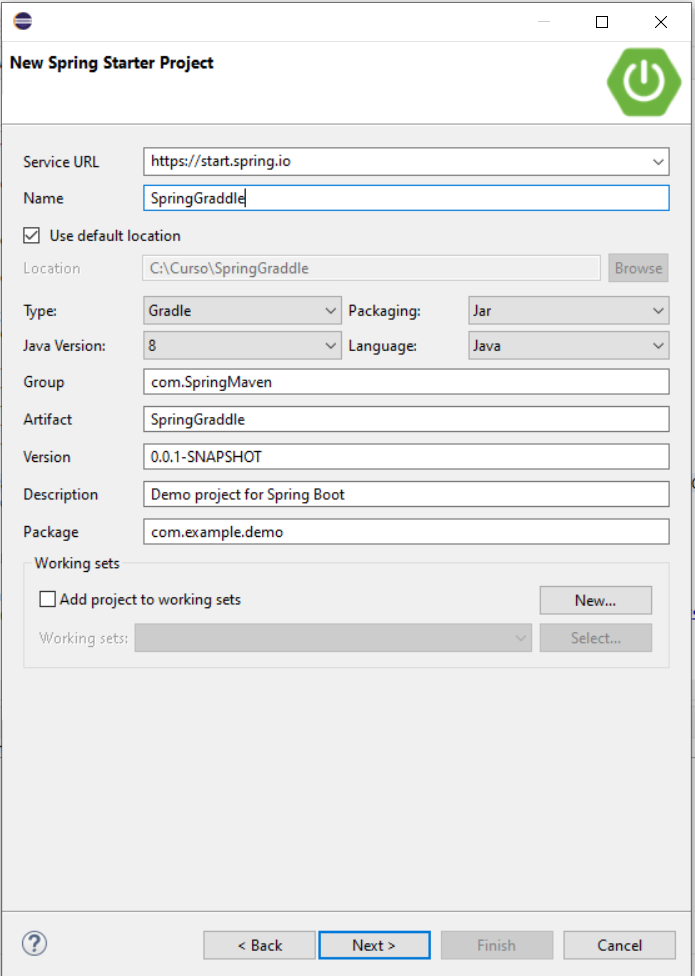 New Spring Starter Project
Service URL https://start.spring.io
Name SpringGraddle
Use default location
Location C:\Curso\SpringGraddle Browse
Type: Gradle Packaging: Jar
Java Version: 8 Language: Java
Group com.SpringMaven
Artifact SpringGraddle
Version 0.0.1-SNAPSHOT
Description Demo project for Spring Boot
Package com.example.demo
Working sets
Add project to working sets New...
Working sets: Select...
? < Back Next > Finish Cancel